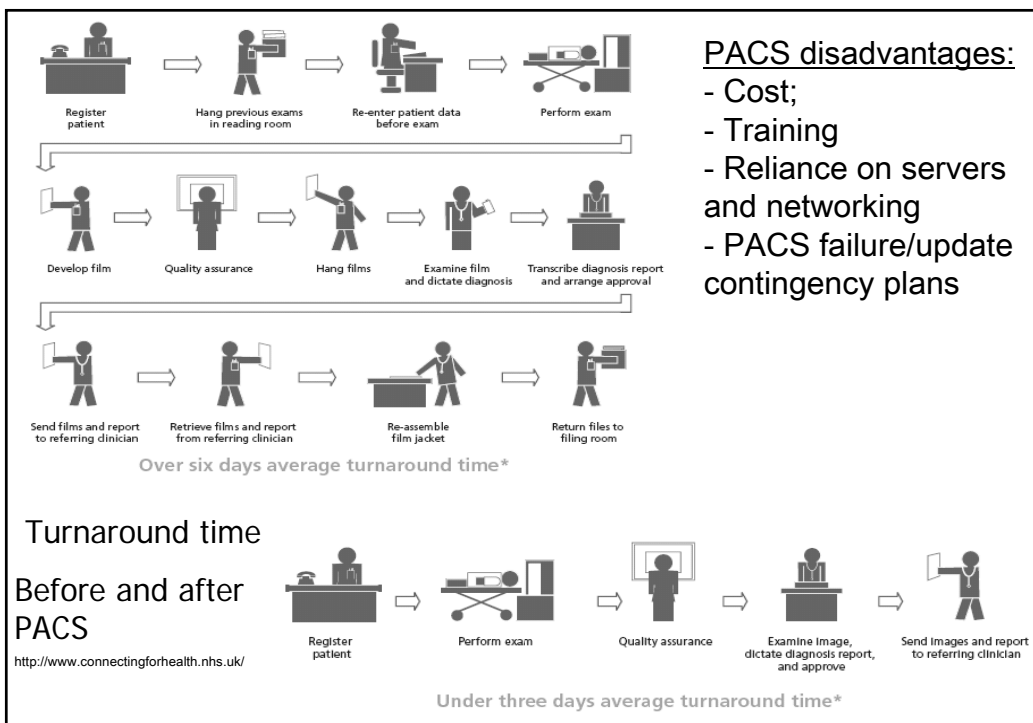 Register
patient
Hang previous exams
in reading room
Re-enter patient data
before exam
Perform exam
Develop film
Quality assurance
Hang films
Examine film
and dictate diagnosis
Transcribe diagnosis report
and arrange approval
Send films and report
to referring clinician
Retrieve films and report
from referring clinician
Re-assemble
film jacket
Return files to
filing room
Over six days average turnaround time*
PACS disadvantages:
- Cost;
- Training
- Reliance on servers
and networking
- PACS failure/update
contingency plans
Turnaround time
Before and after
PACS
http://www.connectingforhealth.nhs.uk/
Register
patient
Perform exam
Quality assurance
Examine image,
dictate diagnosis report,
and approve
Send images and report
to referring clinician
Under three days average turnaround time*